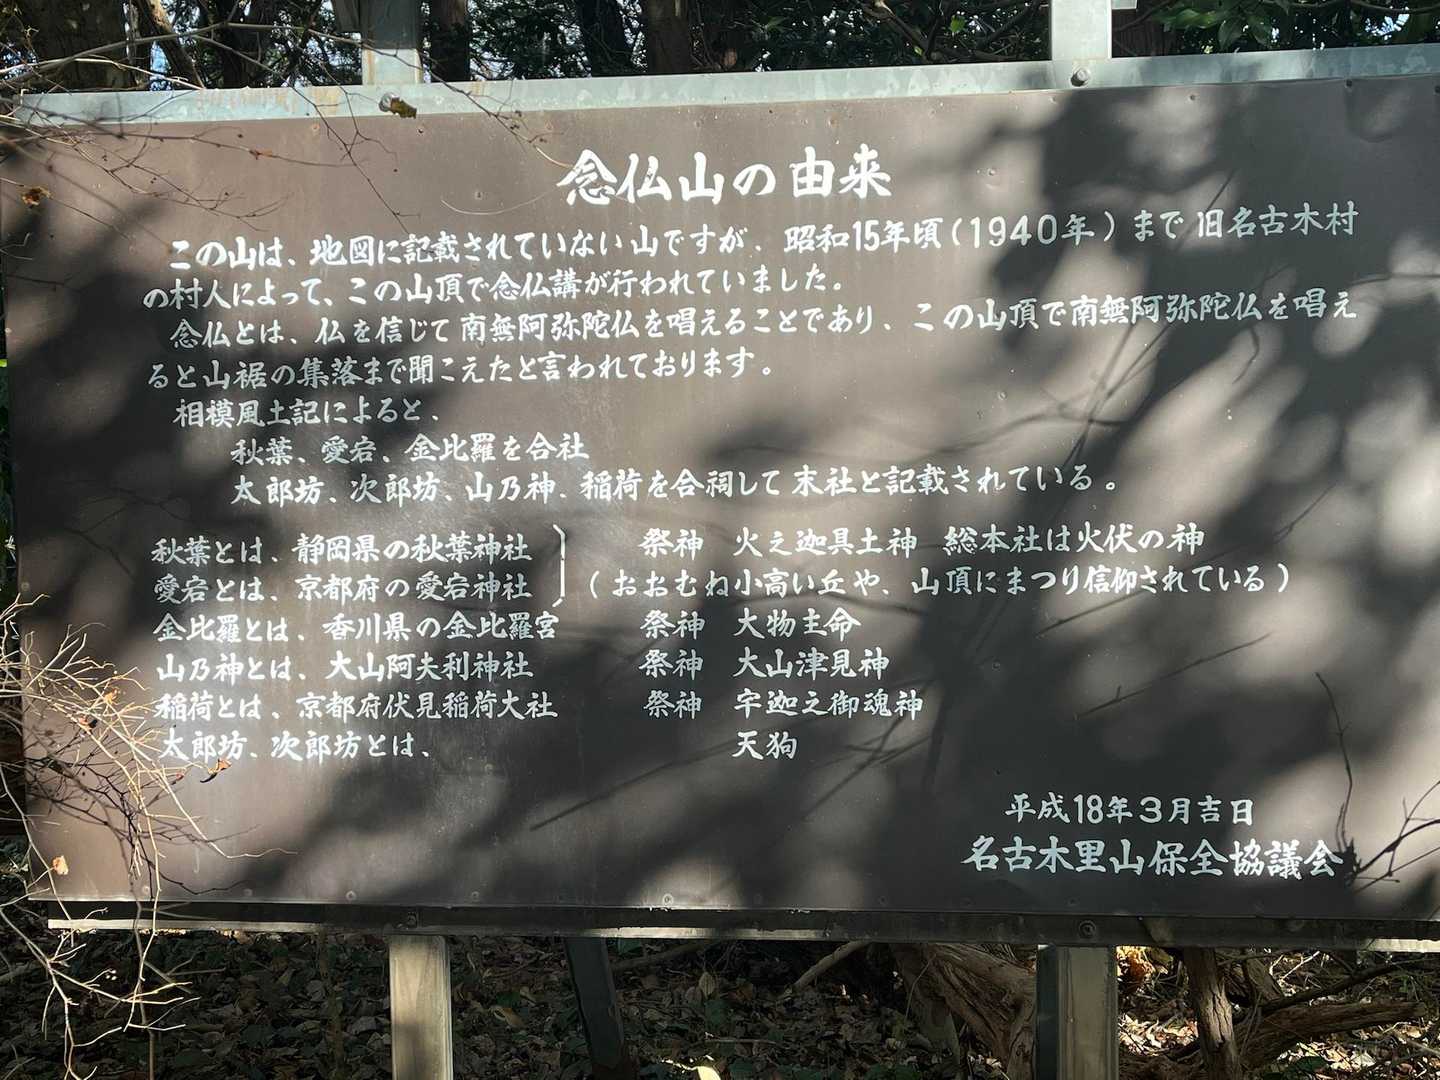 念仏山の由来
この山は、地図に記載されていない山ですが、昭和15年頃(1940年)まで旧名古木村
の村人によって、この山頂で念仏講が行われていました。
念仏とは、仏を信じて南無阿弥陀仏を唱えることであり、この山頂で南無阿弥陀仏を唱え
ると山裾の集落まで聞こえたと言われております。
相模風土記によると、
秋葉、愛宕、金比羅を合社
太郎坊、次郎坊、山乃神、稲荷を合祠して末社と記載されている。
秋葉とは、静岡県の秋葉神社 祭神 火之迦具土神 総本社は火伏の神
愛宕とは、京都府の愛宕神社 (おおむね小高い丘や、山頂にまつり信仰されている)
金比羅とは、香川県の金比羅宮 祭神 大物主命
山乃神とは、大山阿夫利神社 祭神 大山津見神
稲荷とは、京都府伏見稲荷大社 祭神 宇迦之御魂神
太郎坊、次郎坊とは、 天狗
平成18年3月吉日
名古木里山保全協議会